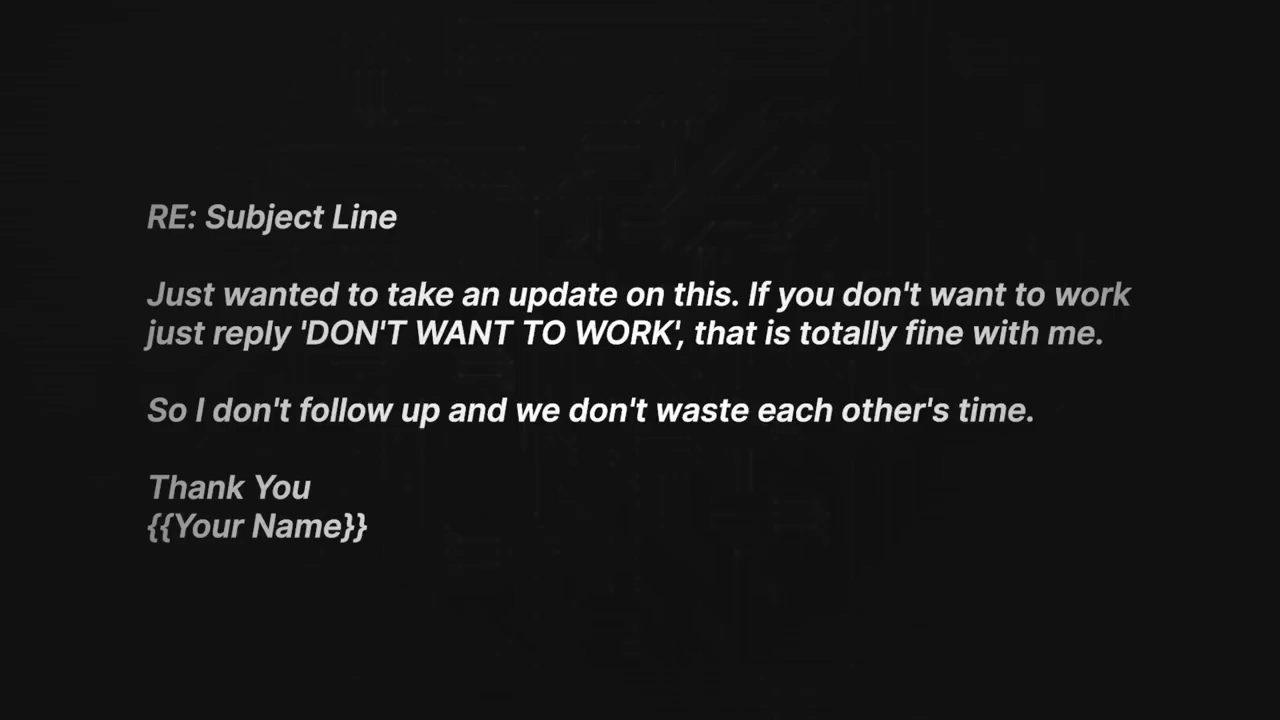 RE: Subject Line
Just wanted to take an update on this. If you don't want to work
just reply 'DON'T WANT TO WORK', that is totally fine with me.
So I don't follow up and we don't waste each other's time.
Thank You
{{Your Name}}